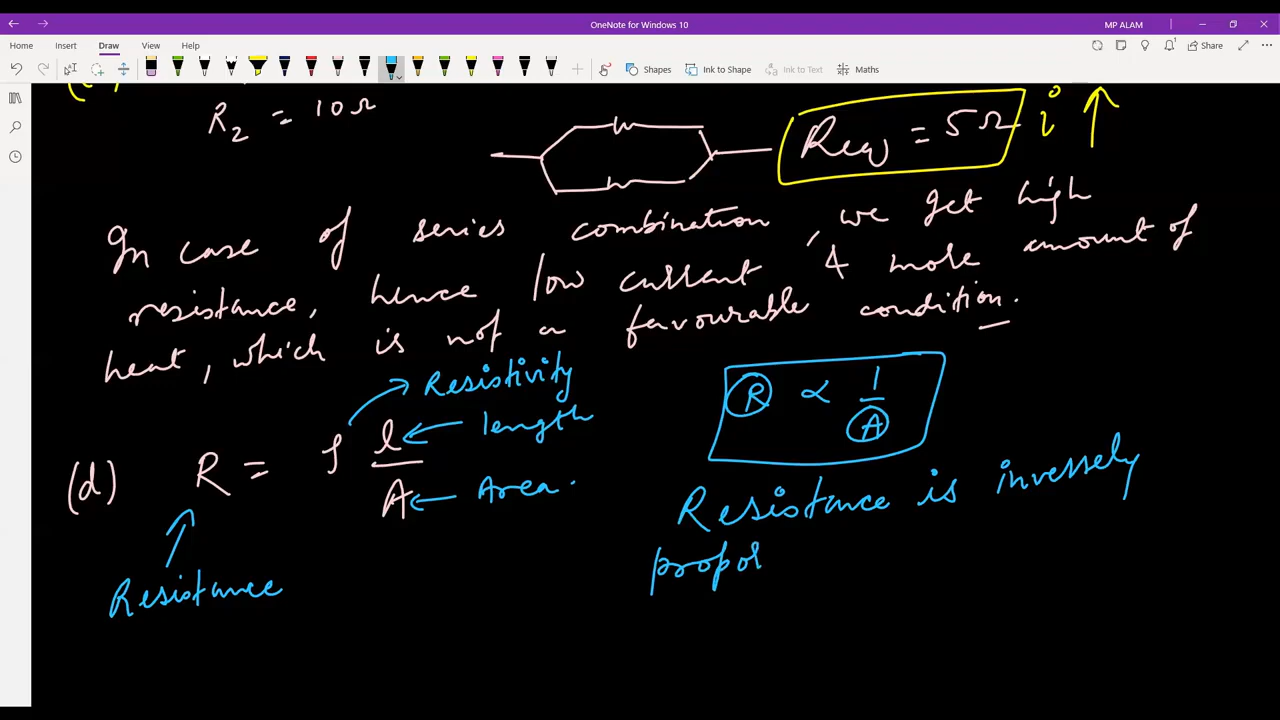 OneNote for Windows 10
MP ALAM
Home Insert Draw View Help
Share
Shapes Ink to Shape Ink to Text Maths
R2 = 10Ω
Req = 5Ω i ↑
In case of series combination, we get high
resistance, hence low current & more amount of
heat, which is not a favourable condition.
Resistivity
length
(d) R = ρ l/A
Area.
Resistance
R ∝ 1/A
Resistance is inversely
propor